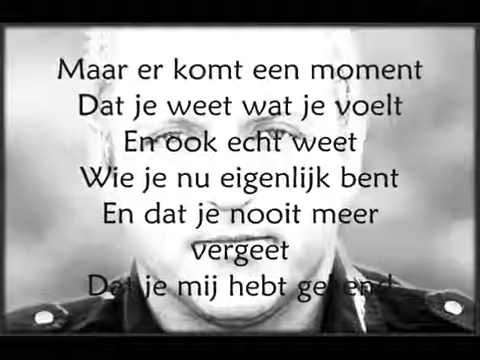 Maar er komt een moment
Dat je weet wat je voelt
En ook echt weet
Wie je nu eigenlijk bent
En dat je nooit meer
vergeet
Dat je mij hebt gekend